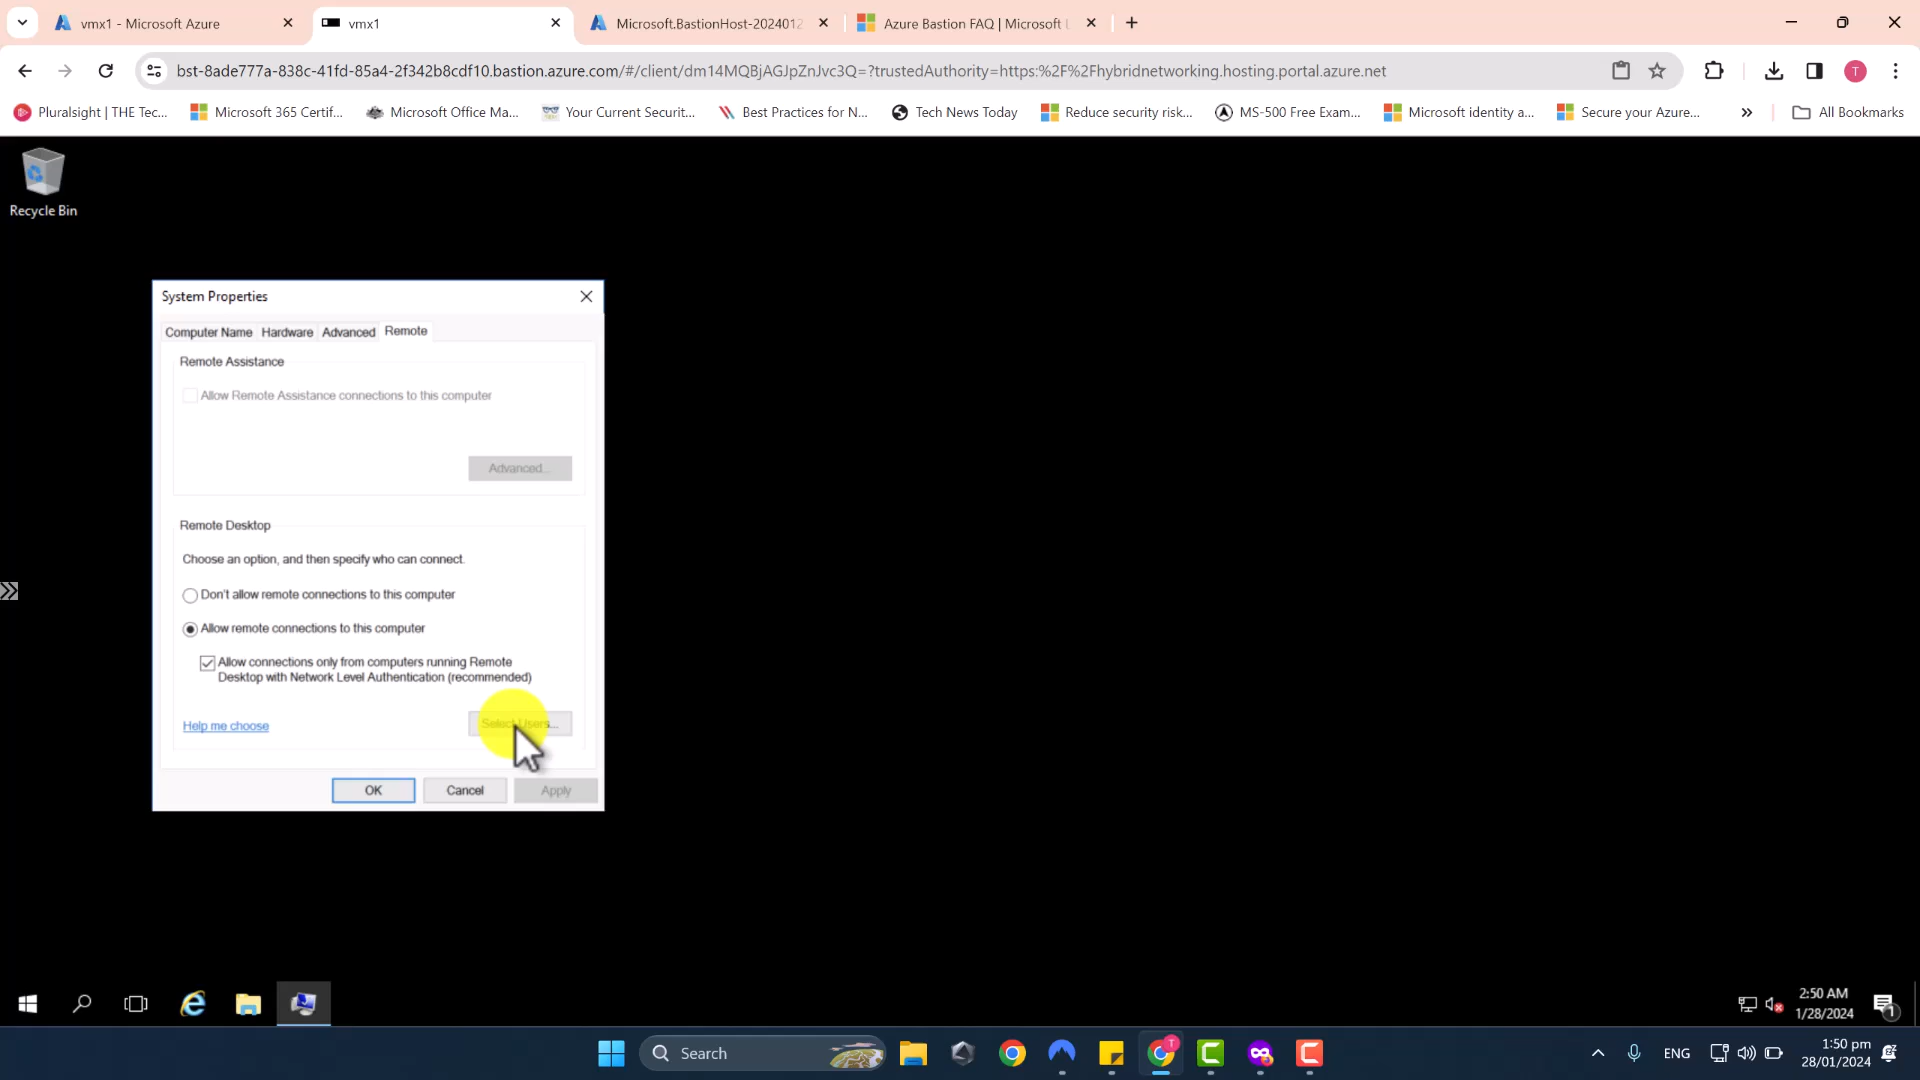 vmx1 - Microsoft Azure
vmx1
Microsoft.BastionHost-2024012
Azure Bastion FAQ | Microsoft L
bst-8ade777a-838c-41fd-85a4-2f342b8cdf10.bastion.azure.com/#/client/dm14MQBjAGJpZnJvc3Q=?trustedAuthority=https:%2F%2Fhybridnetworking.hosting.portal.azure.net
T
Pluralsight | THE Tec...
Microsoft 365 Certif...
Microsoft Office Ma...
Your Current Securit...
Best Practices for N...
Tech News Today
Reduce security risk...
MS-500 Free Exam...
Microsoft identity a...
Secure your Azure...
All Bookmarks
Recycle Bin
System Properties
Computer Name Hardware Advanced Remote
Remote Assistance
Allow Remote Assistance connections to this computer
Advanced...
Remote Desktop
Choose an option, and then specify who can connect.
Don't allow remote connections to this computer
Allow remote connections to this computer
Allow connections only from computers running Remote
Desktop with Network Level Authentication (recommended)
Help me choose
Select Users...
OK
Cancel
Apply
2:50 AM
1/28/2024
1
Search
T
ENG
1:50 pm
28/01/2024